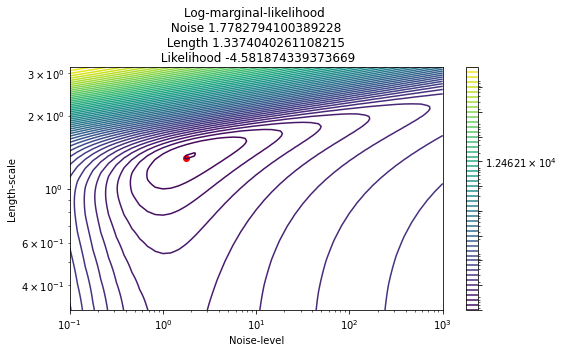 Log-marginal-likelihood
Noise 1.7782794100389228
Length 1.3374040261108215
Likelihood -4.581874339373669
3 × 10⁰
2 × 10⁰
10⁰
6 × 10⁻¹
4 × 10⁻¹
Length-scale
10⁻¹
10⁰
10¹
10²
10³
Noise-level
1.24621 × 10⁴